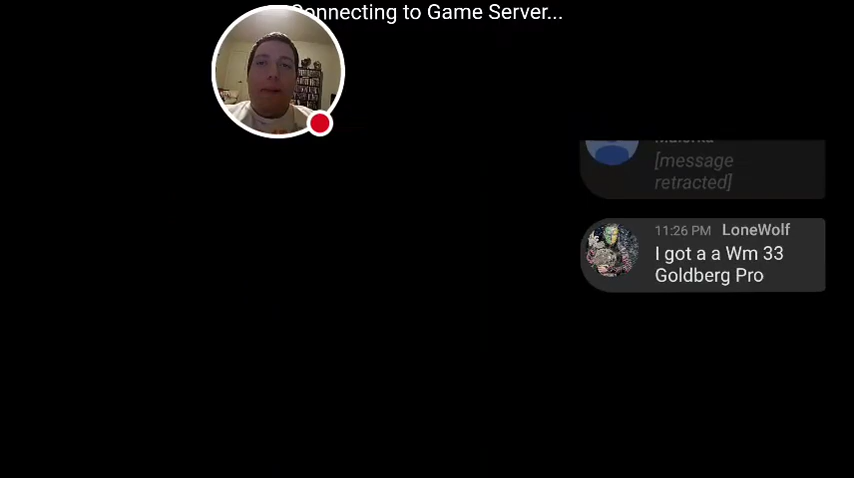 Connecting to Game Server...
[message
retracted]
11:26 PM LoneWolf
I got a a Wm 33
Goldberg Pro